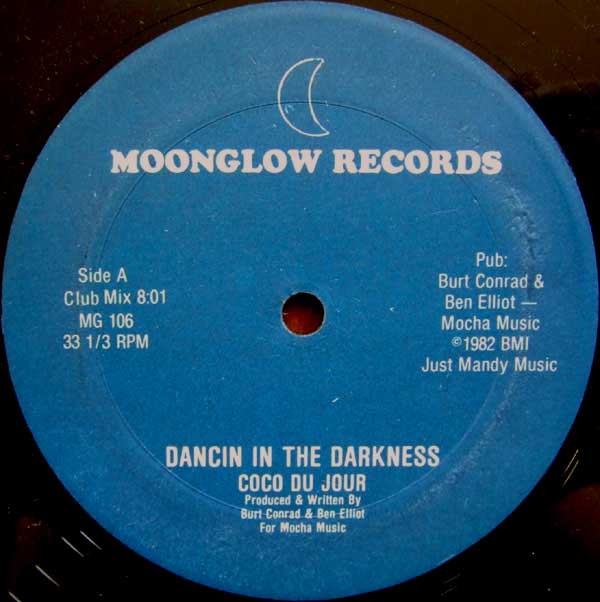 MOONGLOW RECORDS
Side A
Club Mix 8:01
MG 106
33 1/3 RPM
Pub:
Burt Conrad &
Ben Elliot —
Mocha Music
©1982 BMI
Just Mandy Music
DANCIN IN THE DARKNESS
COCO DU JOUR
Produced & Written By
Burt Conrad & Ben Elliot
For Mocha Music